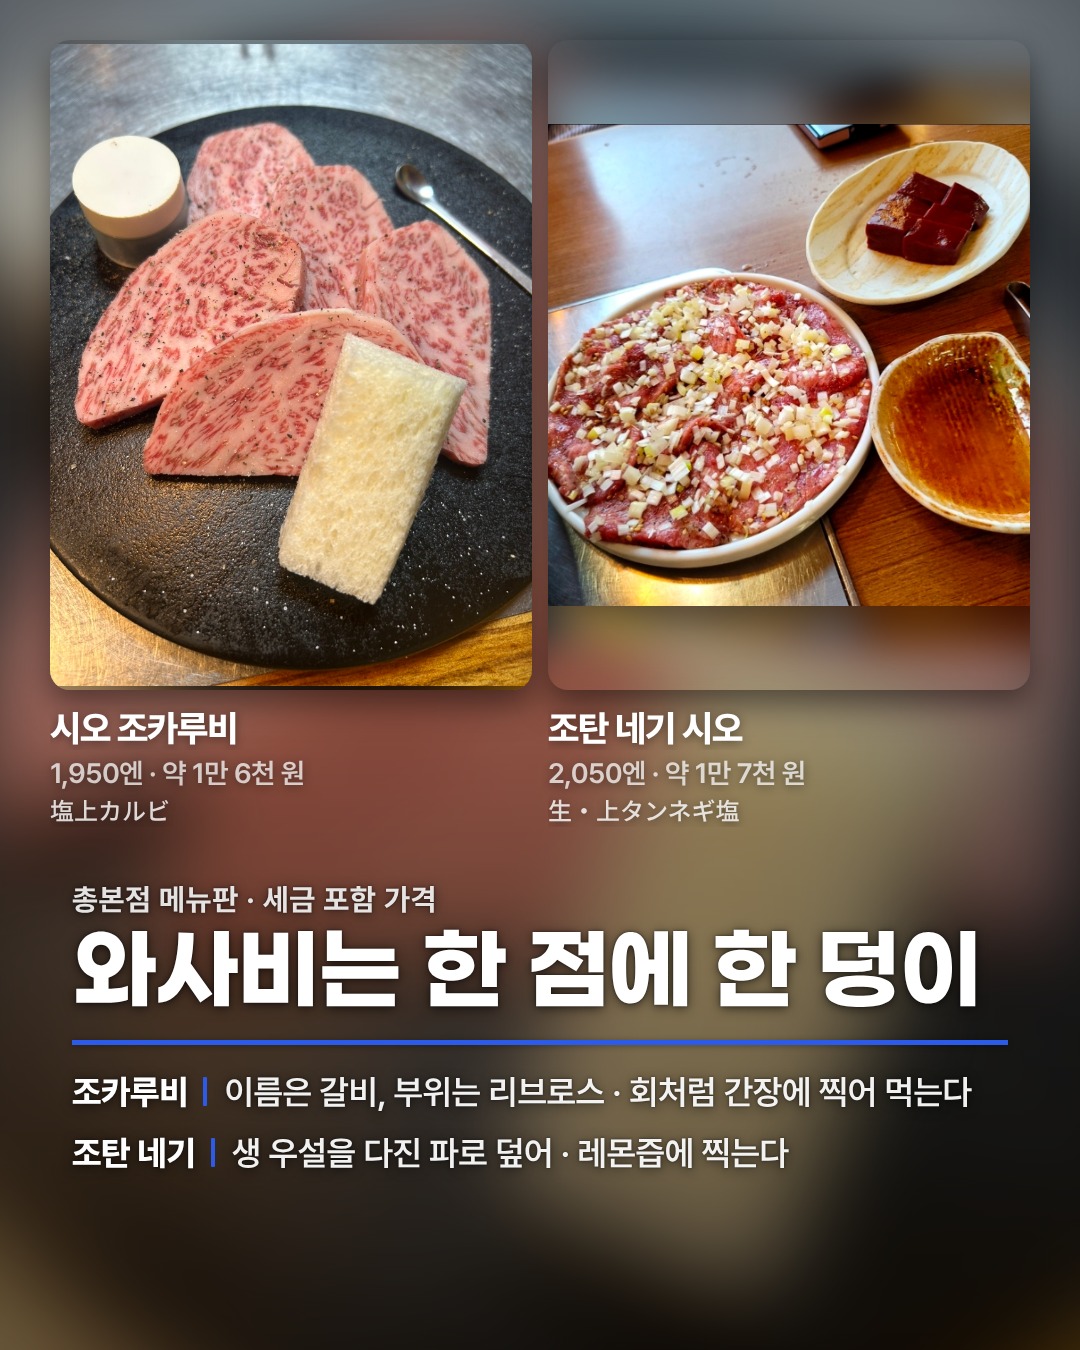 시오 조카루비
1,950엔 · 약 1만 6천 원
塩上カルビ
조탄 네기 시오
2,050엔 · 약 1만 7천 원
生・上タンネギ塩
총본점 메뉴판 · 세금 포함 가격
와사비는 한 점에 한 덩이
조카루비 | 이름은 갈비, 부위는 리브로스 · 회처럼 간장에 찍어 먹는다
조탄 네기 | 생 우설을 다진 파로 덮어 · 레몬즙에 찍는다